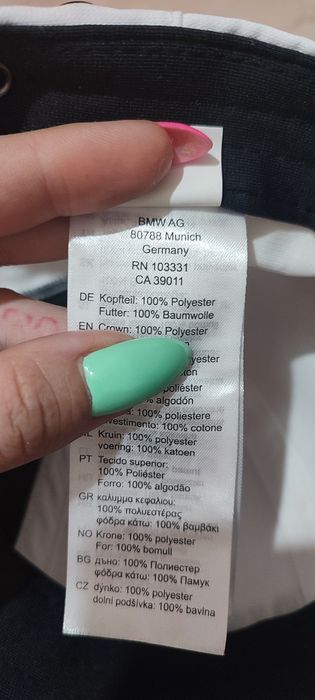 BMW AG
80788 Munich
Germany
RN 103331
CA 39011
DE Kopfteil: 100% Polyester
Futter: 100% Baumwolle
EN Crown: 100% Polyester
poliéster
algodón
100% poliestere
100% cotone
Kruin: 100% polyester
voering: 100% katoen
PT Tecido superior:
100% Poliéster
Forro: 100% algodão
GR καλυμμα κεφαλιου:
100% πολυεστέρας
φόδρα κάτω: 100% βαμβάκι
NO Krone: 100% polyester
For: 100% bomull
BG дъно: 100% Полиестер
φόδρα κάτω: 100% Памук
CZ dýnko: 100% polyester
dolní podšívka: 100% bavlna